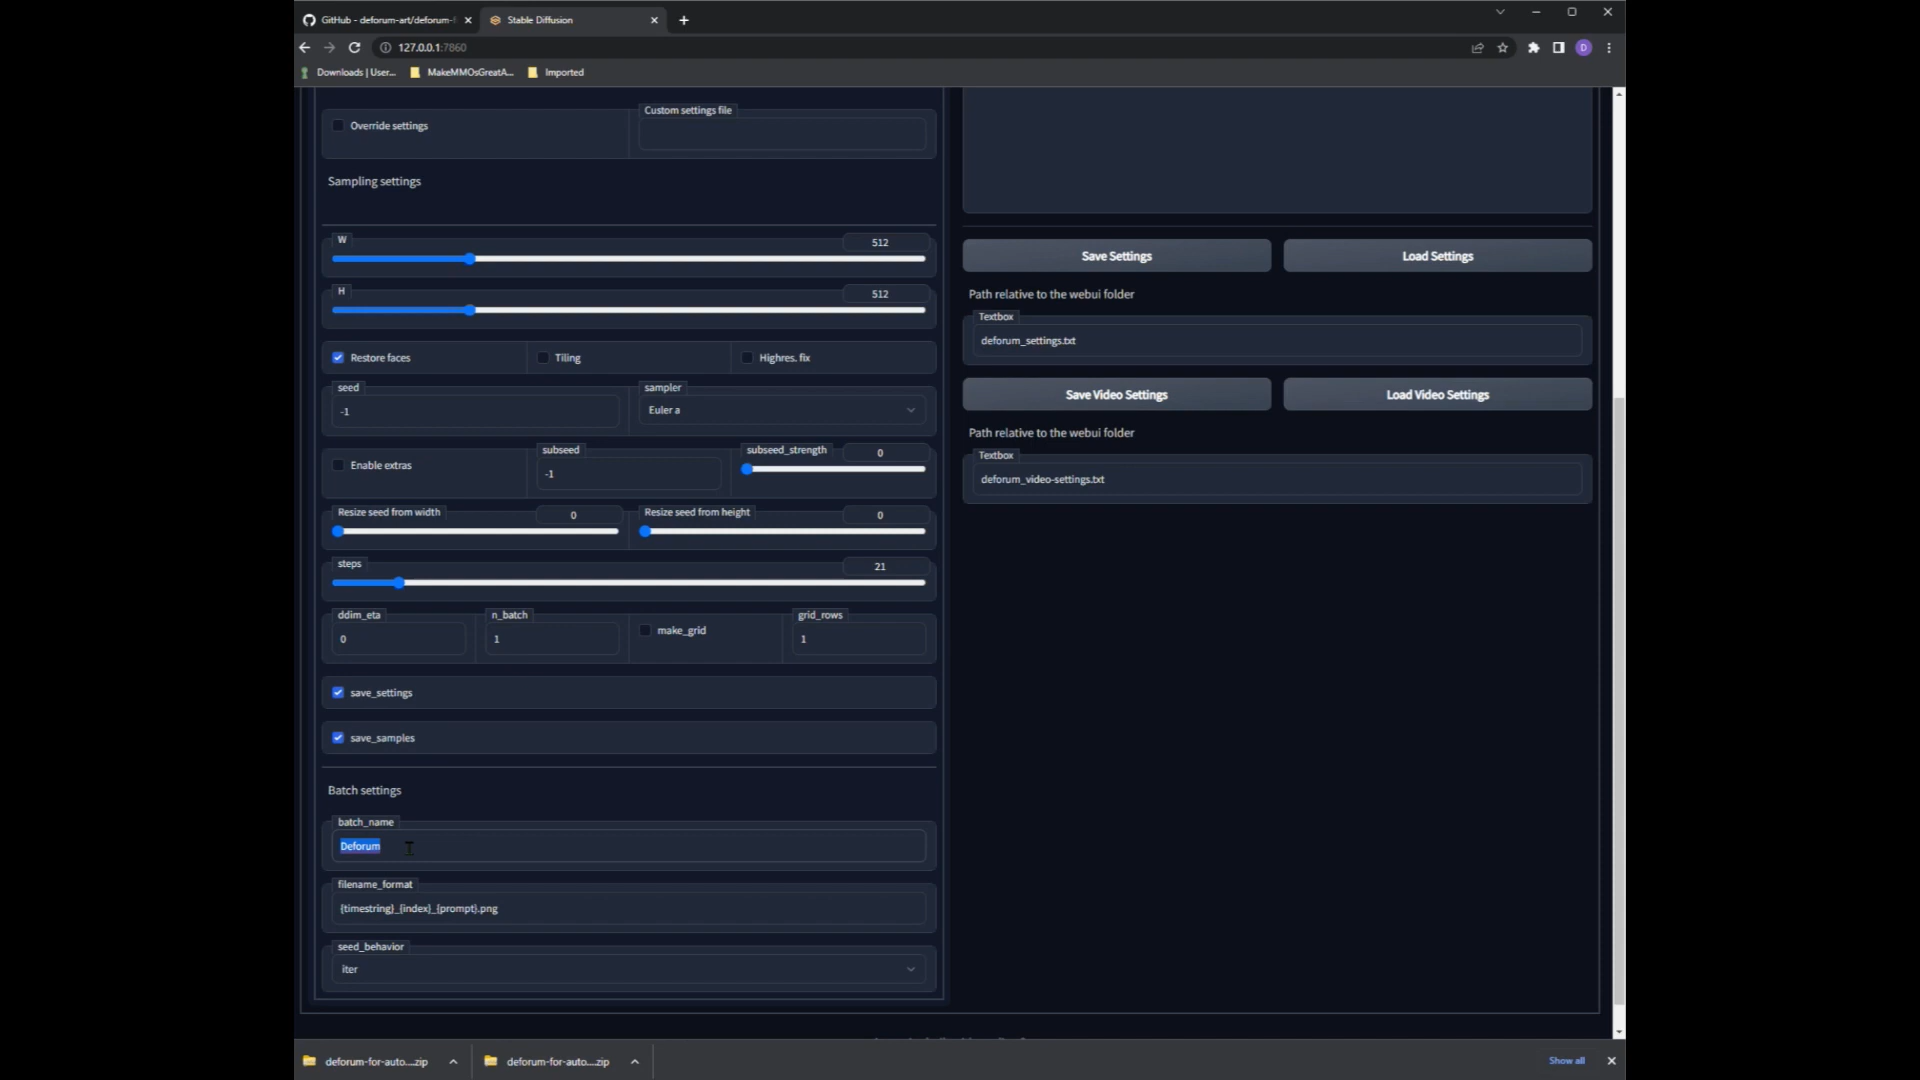 GitHub - deforum-art/deforum-f
Stable Diffusion
127.0.0.1:7860
D
Downloads | User...
MakeMMOsGreatA...
Imported
Override settings
Custom settings file
Sampling settings
W
512
H
512
Restore faces
Tiling
Highres. fix
seed
-1
sampler
Euler a
Enable extras
subseed
-1
subseed_strength
0
Resize seed from width
0
Resize seed from height
0
steps
21
ddim_eta
0
n_batch
1
make_grid
grid_rows
1
save_settings
save_samples
Batch settings
batch_name
Deforum
filename_format
{timestring}_{index}_{prompt}.png
seed_behavior
iter
Save Settings
Load Settings
Path relative to the webui folder
Textbox
deforum_settings.txt
Save Video Settings
Load Video Settings
Path relative to the webui folder
Textbox
deforum_video-settings.txt
deforum-for-auto....zip
deforum-for-auto....zip
Show all